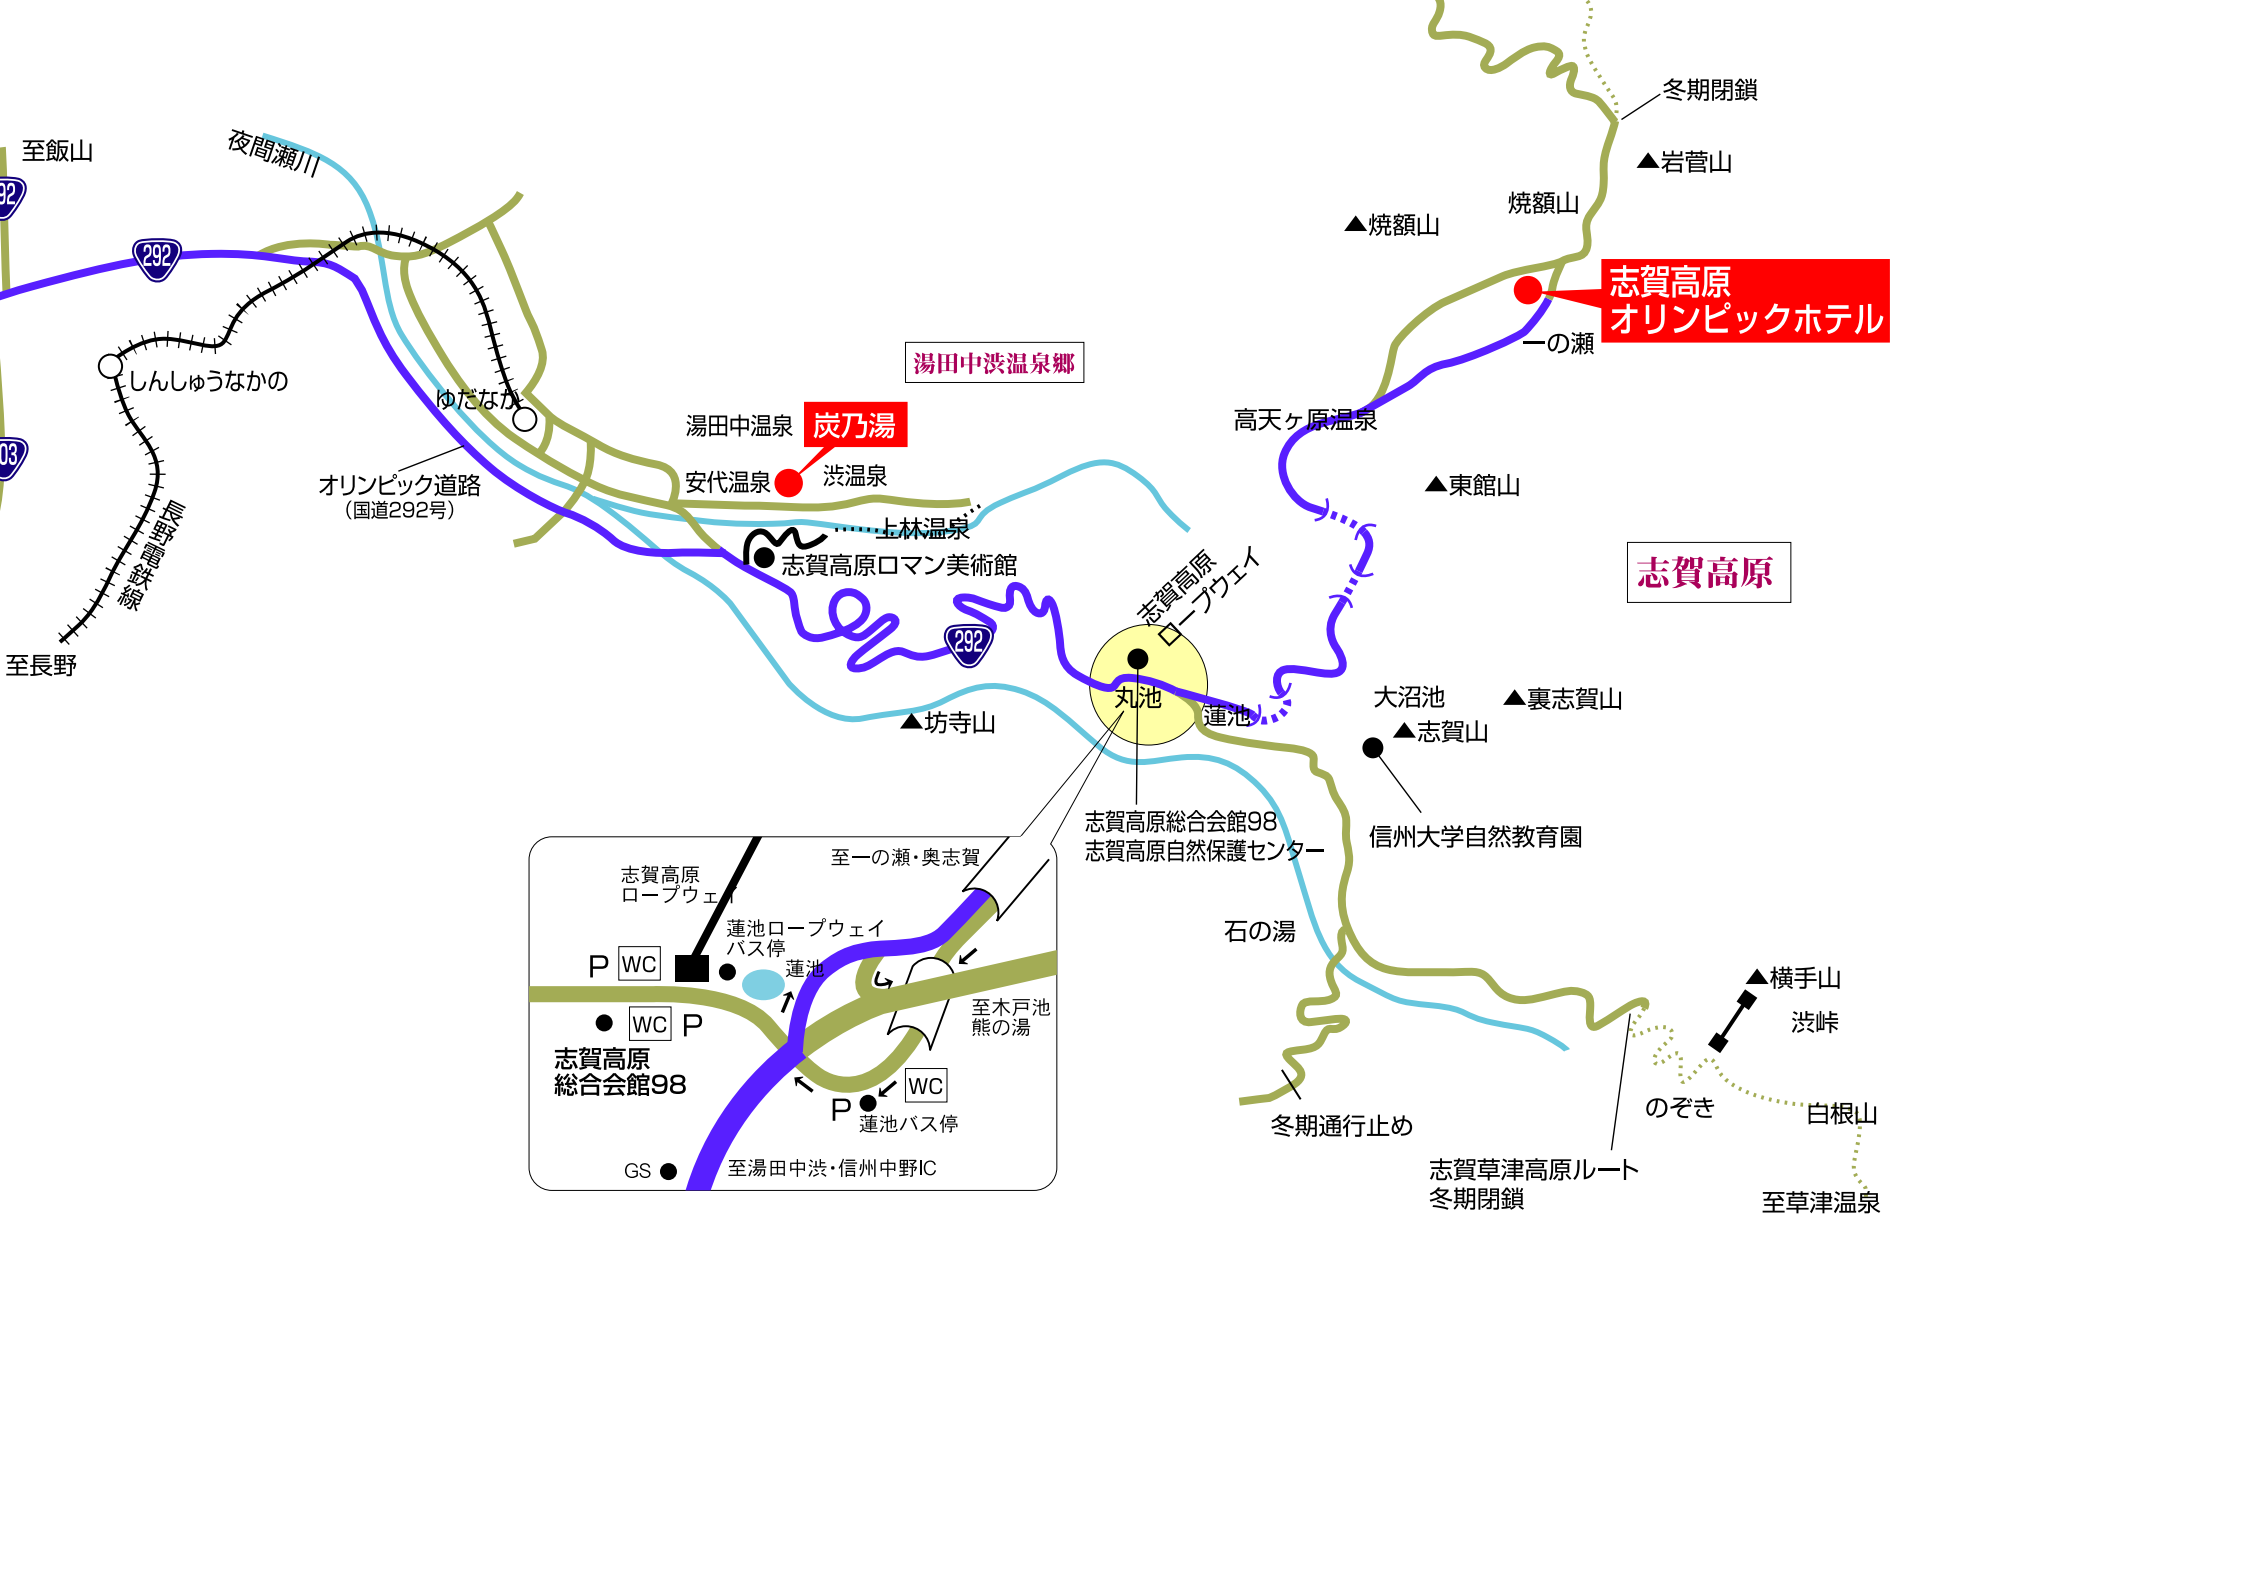 冬期閉鎖
岩菅山
焼額山
焼額山
志賀高原
オリンピックホテル
一の瀬
至飯山
夜間瀬川
92
292
しんしゅうなかの
ゆだなか
湯田中渋温泉郷
湯田中温泉
炭乃湯
安代温泉
渋温泉
高天ヶ原温泉
03
オリンピック道路
（国道292号）
長野電鉄線
東館山
上林温泉
志賀高原ロマン美術館
志賀高原
ロープウェイ
志賀高原
292
至長野
丸池
蓮池
坊寺山
大沼池
裏志賀山
志賀山
志賀高原総合会館98
志賀高原自然保護センター
信州大学自然教育園
石の湯
横手山
渋峠
冬期通行止め
のぞき
白根山
志賀草津高原ルート
冬期閉鎖
至草津温泉
至一の瀬・奥志賀
志賀高原
ロープウェイ
蓮池ロープウェイ
バス停
蓮池
P
WC
WC
P
志賀高原
総合会館98
至木戸池
熊の湯
WC
P
蓮池バス停
GS
至湯田中渋・信州中野IC